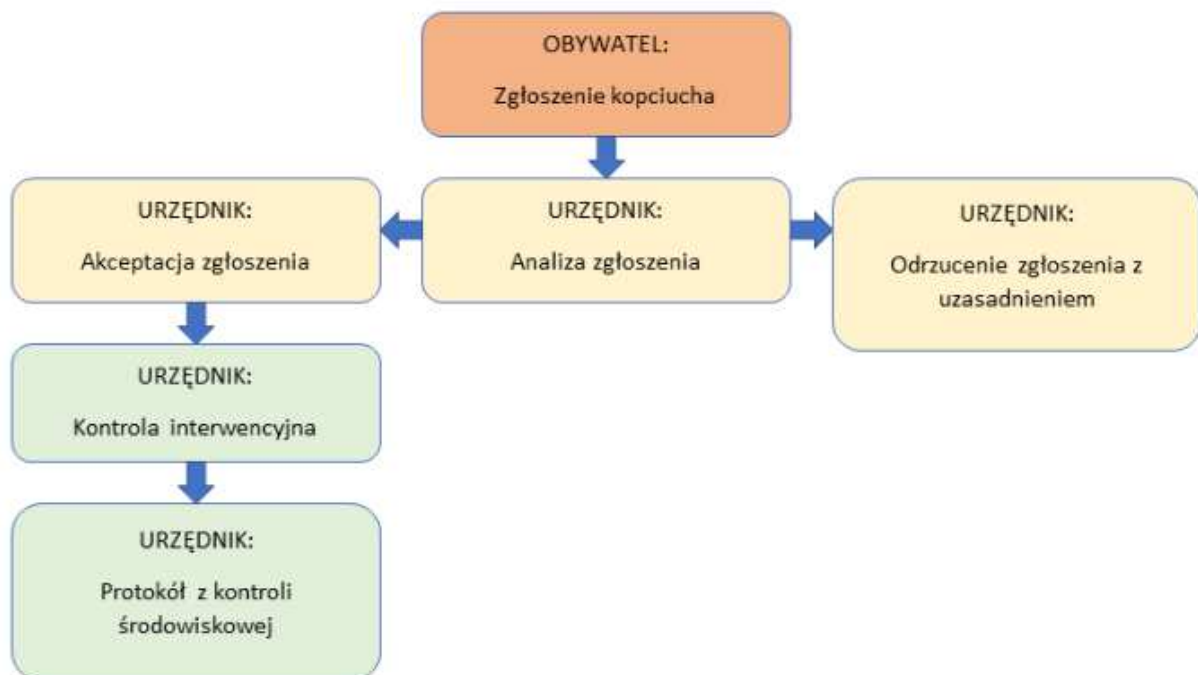 OBYWATEL:
Zgłoszenie kopciucha
URZĘDNIK:
Akceptacja zgłoszenia
URZĘDNIK:
Analiza zgłoszenia
URZĘDNIK:
Odrzucenie zgłoszenia z
uzasadnieniem
URZĘDNIK:
Kontrola interwencyjna
URZĘDNIK:
Protokół z kontroli
środowiskowej